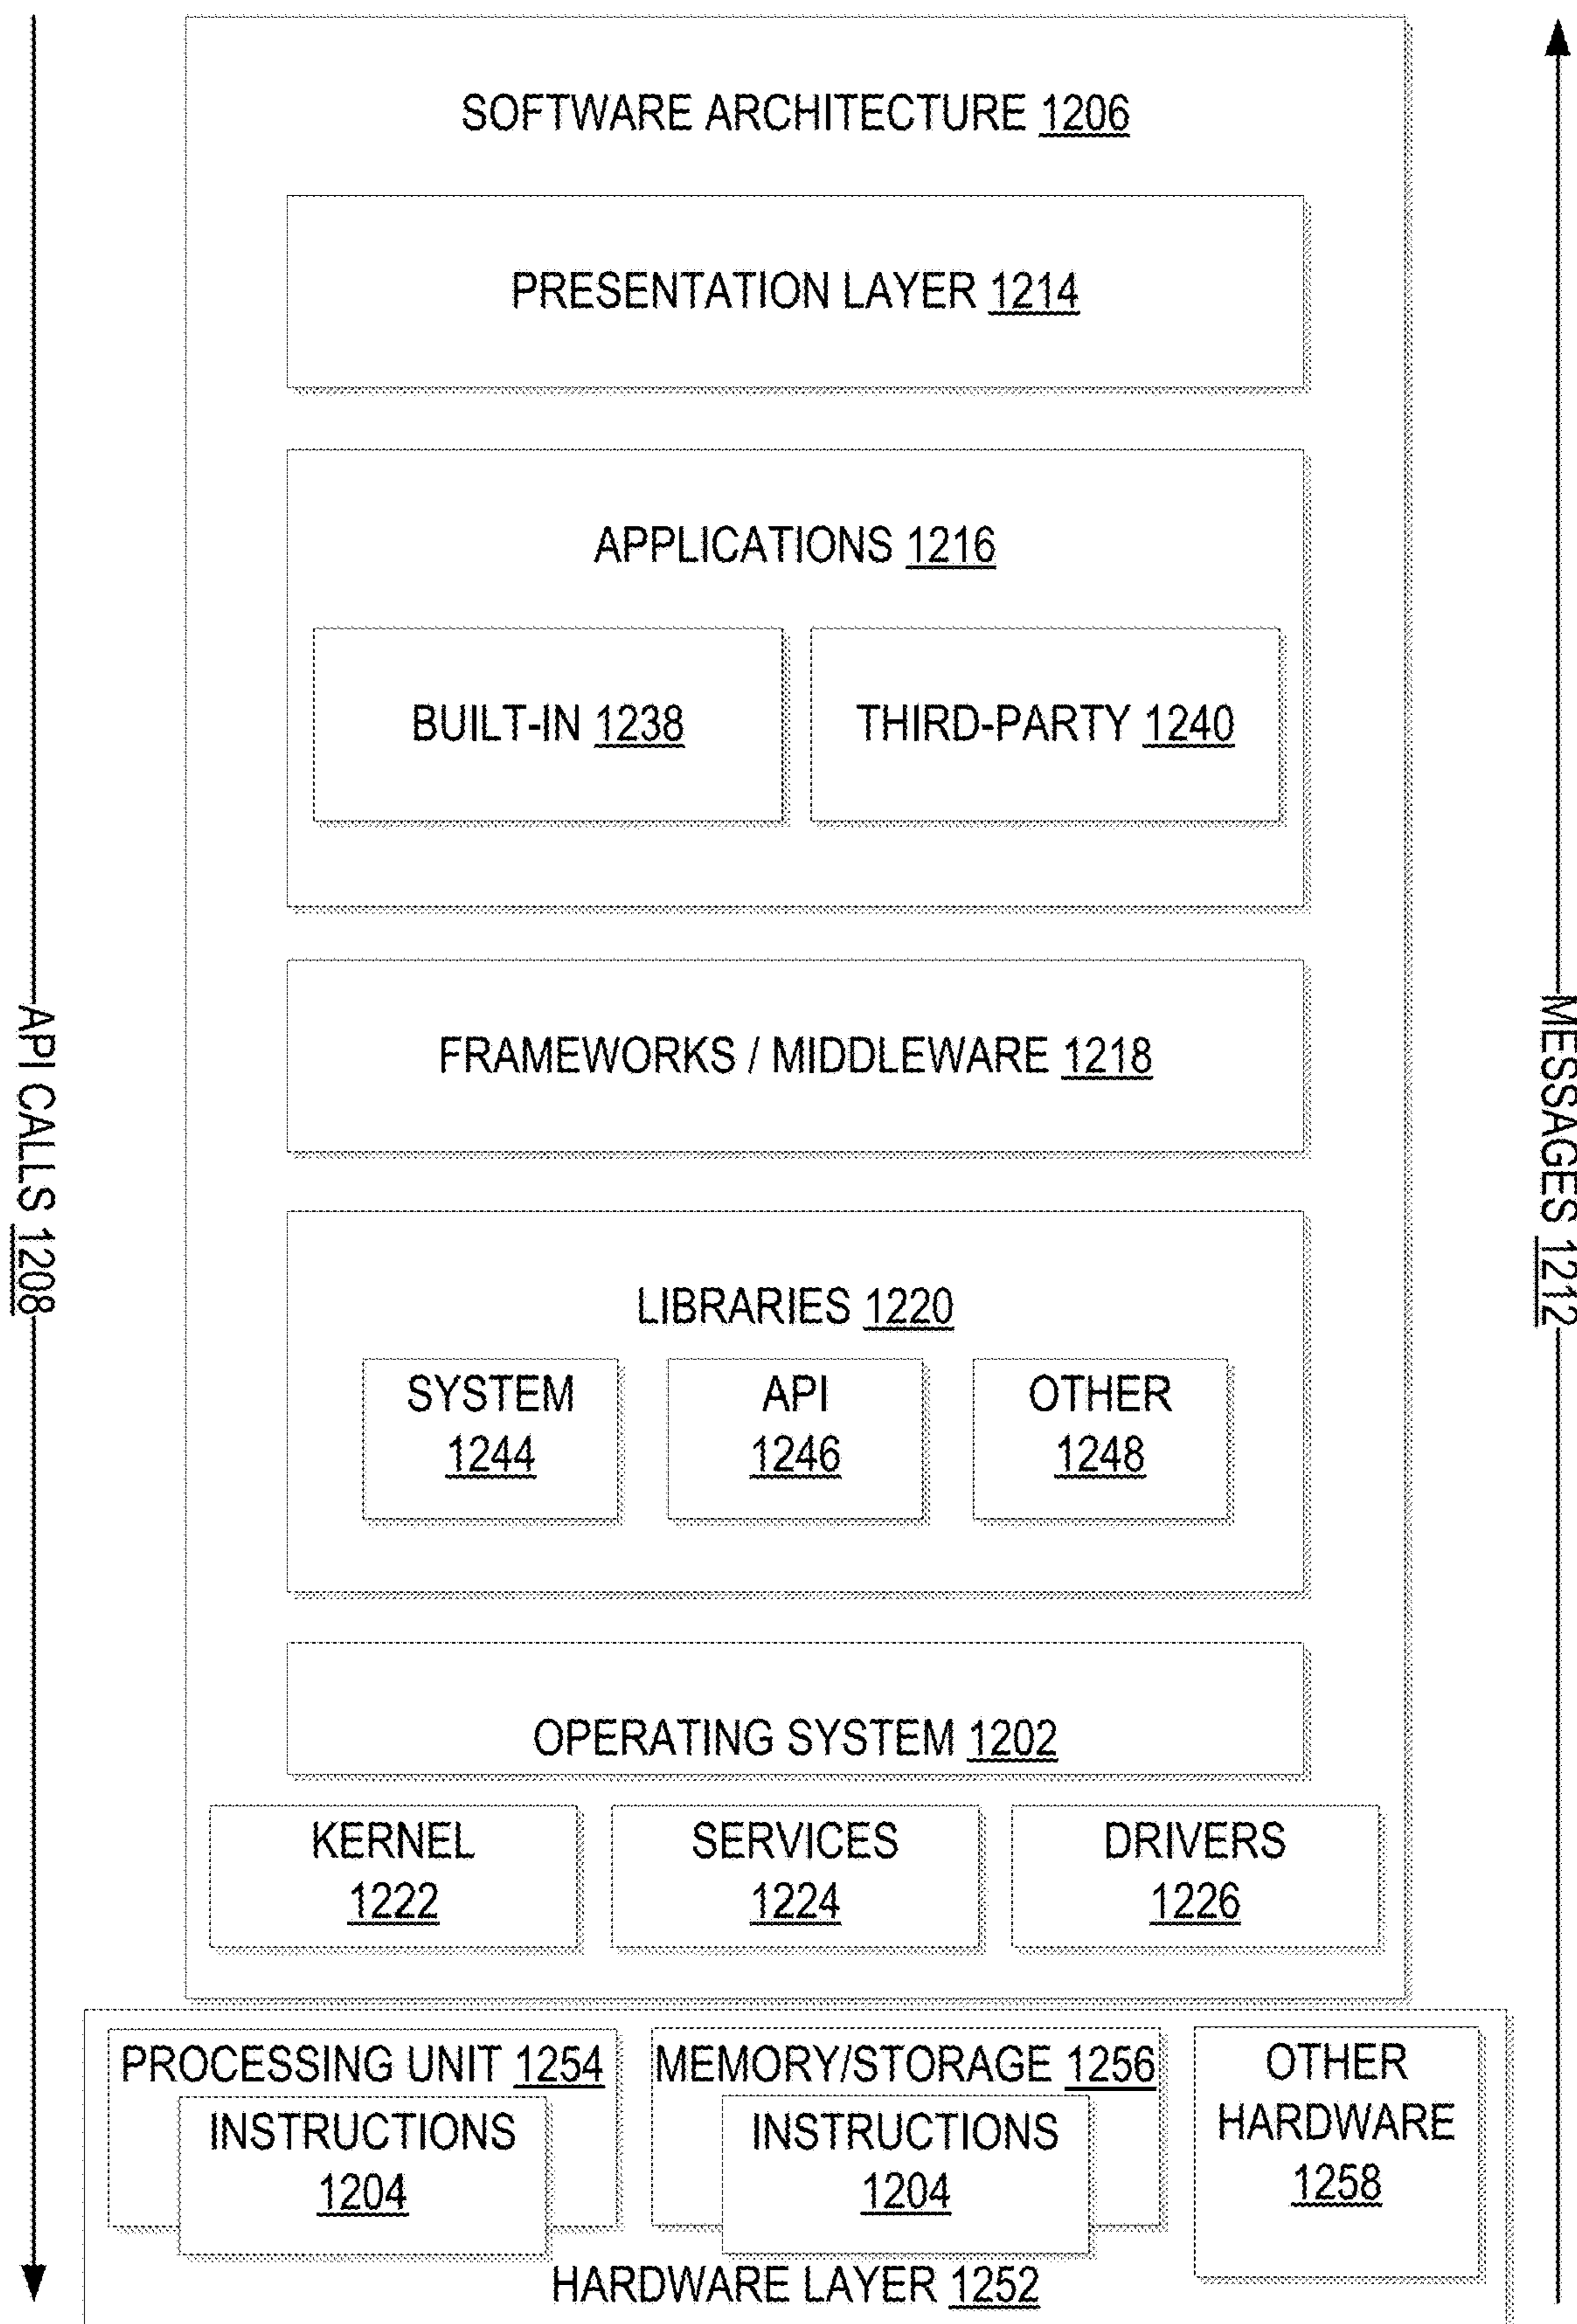 SOFTWARE ARCHITECTURE 1206
PRESENTATION LAYER 1214
APPLICATIONS 1216
BUILT-IN 1238
THIRD-PARTY 1240
FRAMEWORKS / MIDDLEWARE 1218
API CALLS 1208
MESSAGES 1212
LIBRARIES 1220
SYSTEM
1244
API
1246
OTHER
1248
OPERATING SYSTEM 1202
KERNEL
1222
SERVICES
1224
DRIVERS
1226
PROCESSING UNIT 1254
INSTRUCTIONS
1204
MEMORY/STORAGE 1256
INSTRUCTIONS
1204
OTHER
HARDWARE
1258
HARDWARE LAYER 1252